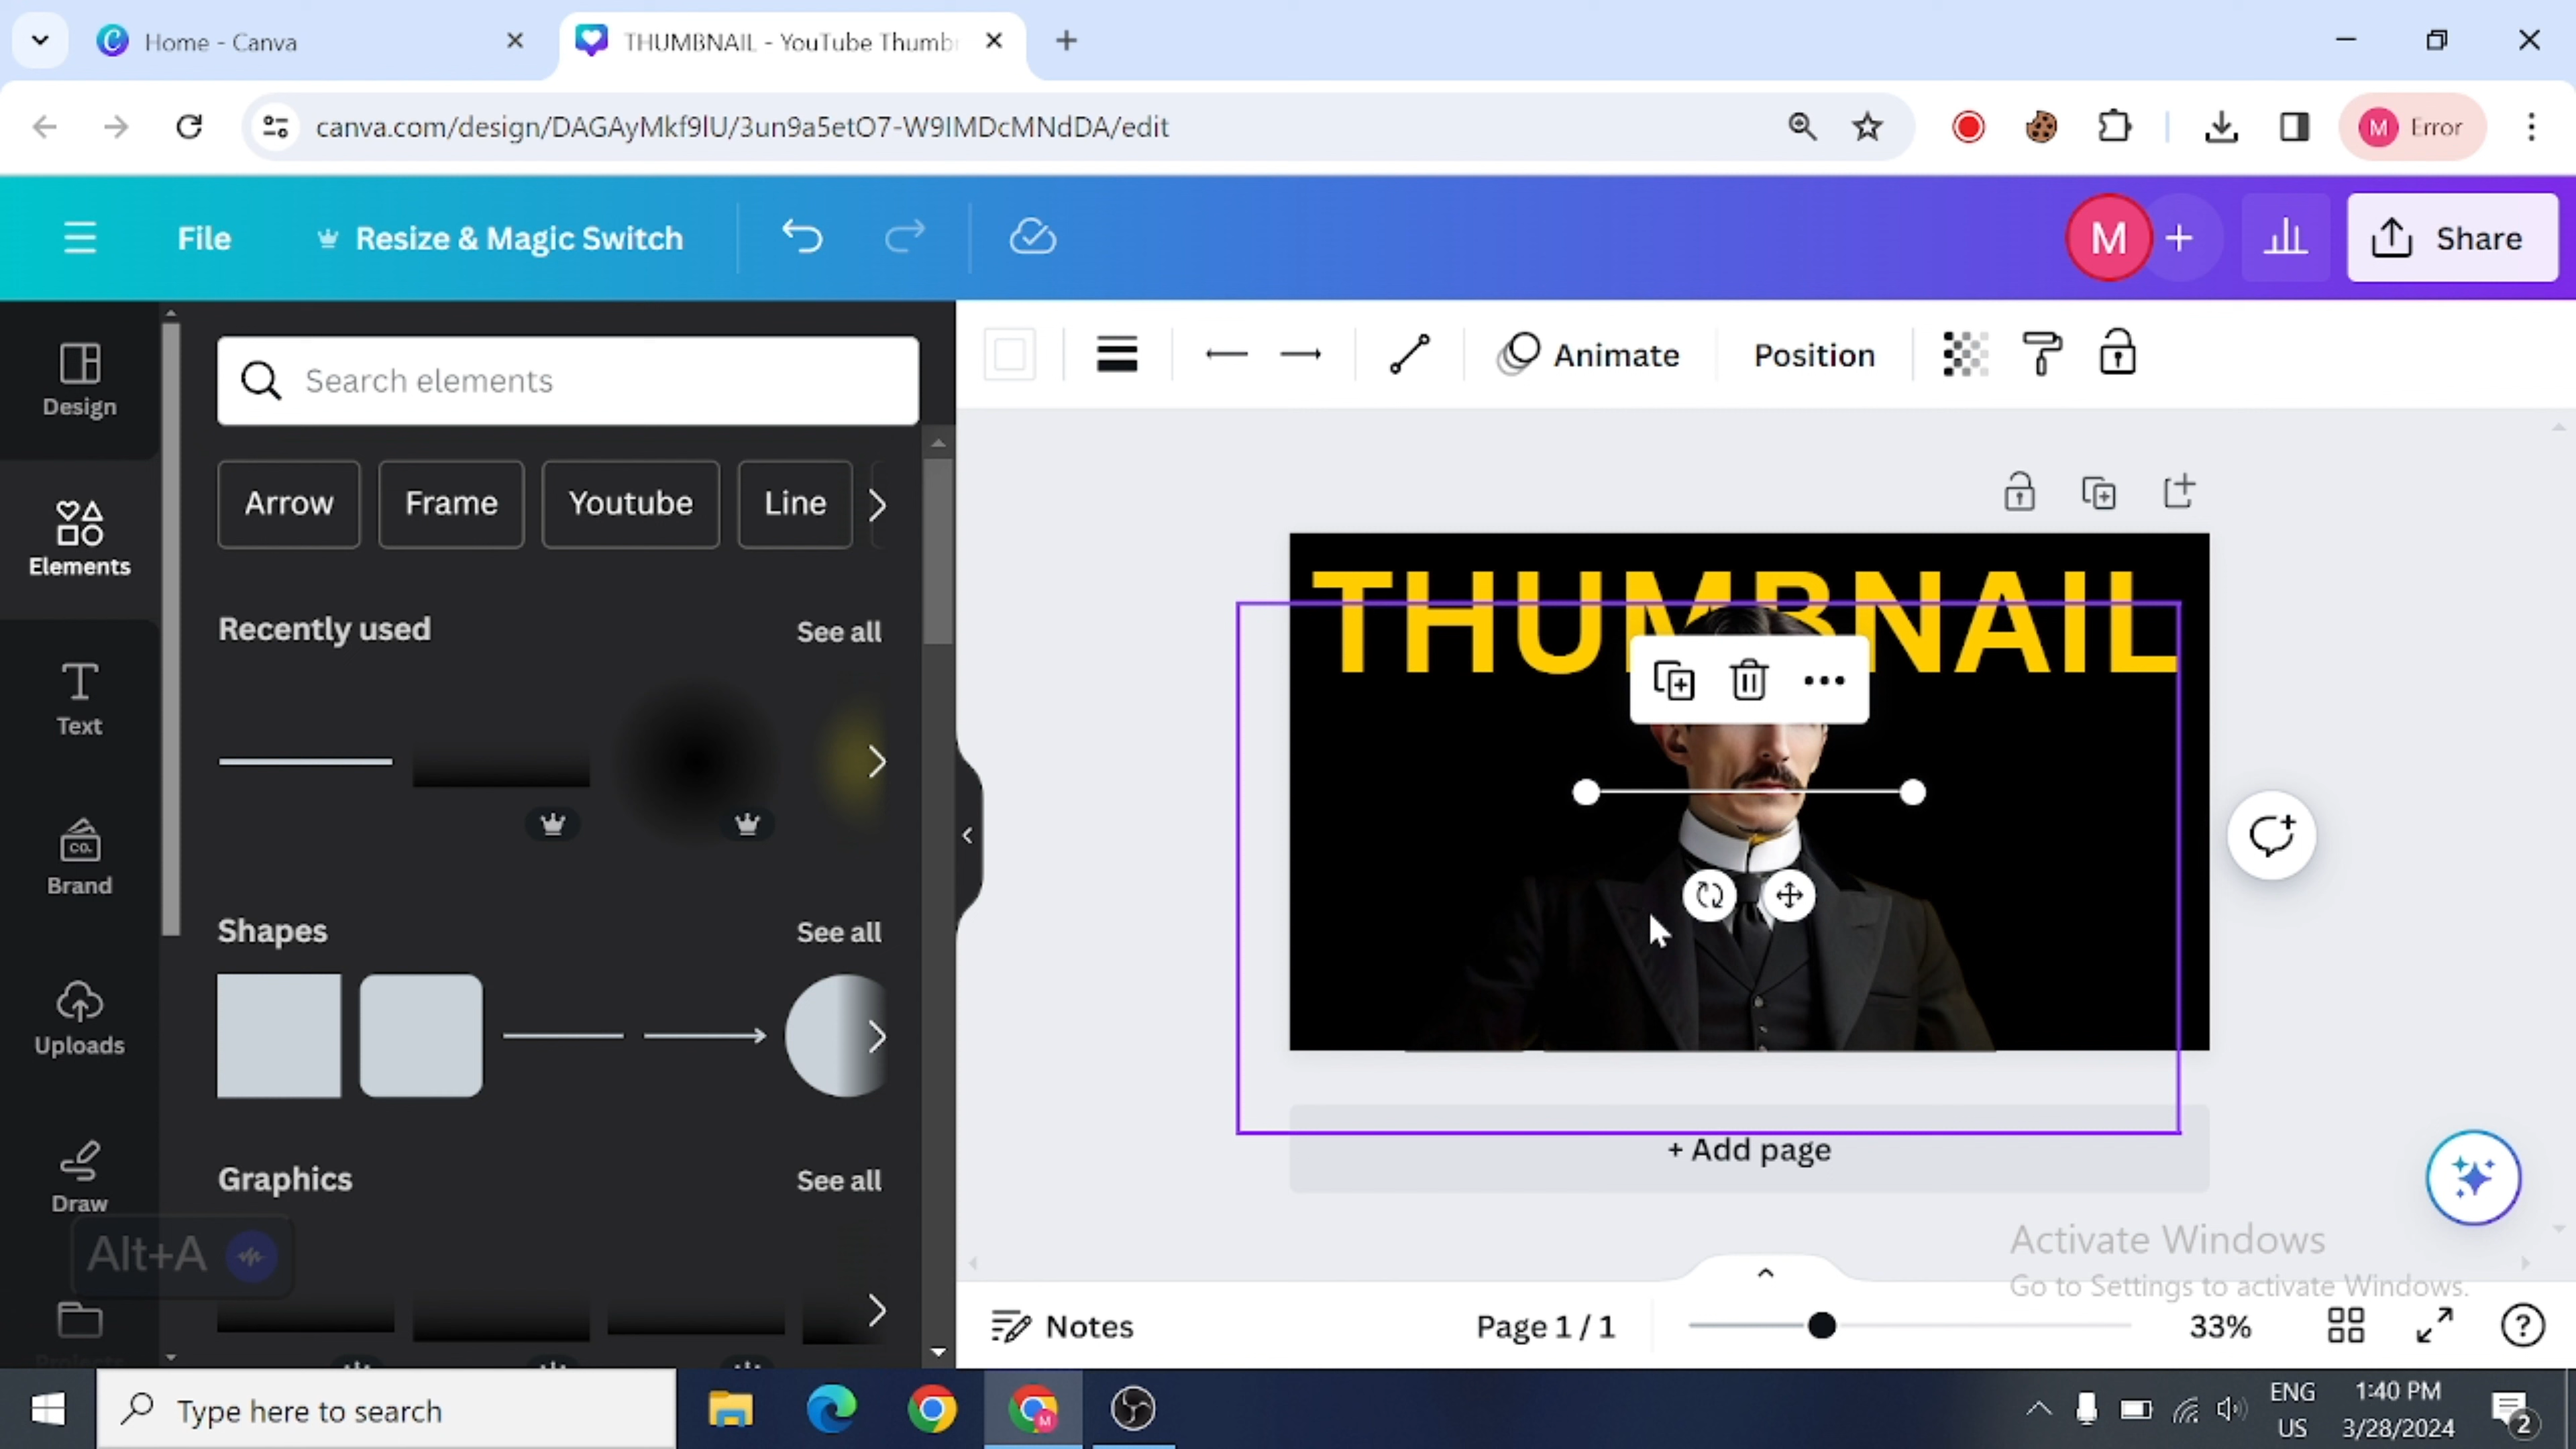 Home - Canva
THUMBNAIL - YouTube Thumb
canva.com/design/DAGAyMkf9lU/3un9a5etO7-W9IMDcMNdDA/edit
M Error
File
Resize & Magic Switch
M
Share
Design
Elements
Text
CO.
Brand
Uploads
Draw
Projects
Search elements
Arrow
Frame
Youtube
Line
Recently used
See all
Shapes
See all
Graphics
See all
Alt+A
Animate
Position
THUMBNAIL
+ Add page
Activate Windows
Go to Settings to activate Windows.
Notes
Page 1 / 1
33%
Type here to search
M
ENG
US
1:40 PM
3/28/2024
2